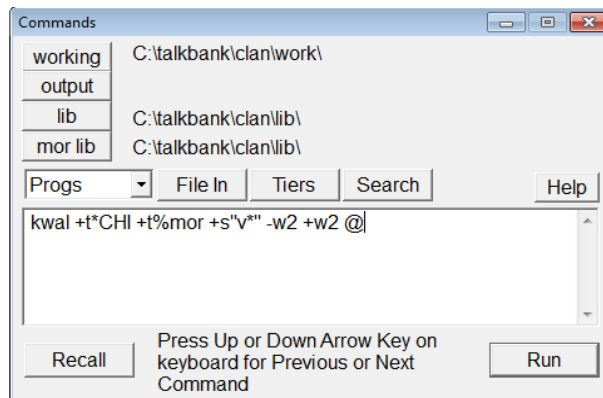 Commands
working C:\talkbank\clan\work\
output
lib C:\talkbank\clan\lib\
mor lib C:\talkbank\clan\lib\
Progs File In Tiers Search Help
kwal +t*CHI +t%mor +s"v*" -w2 +w2 @
Recall Press Up or Down Arrow Key on
keyboard for Previous or Next
Command
Run